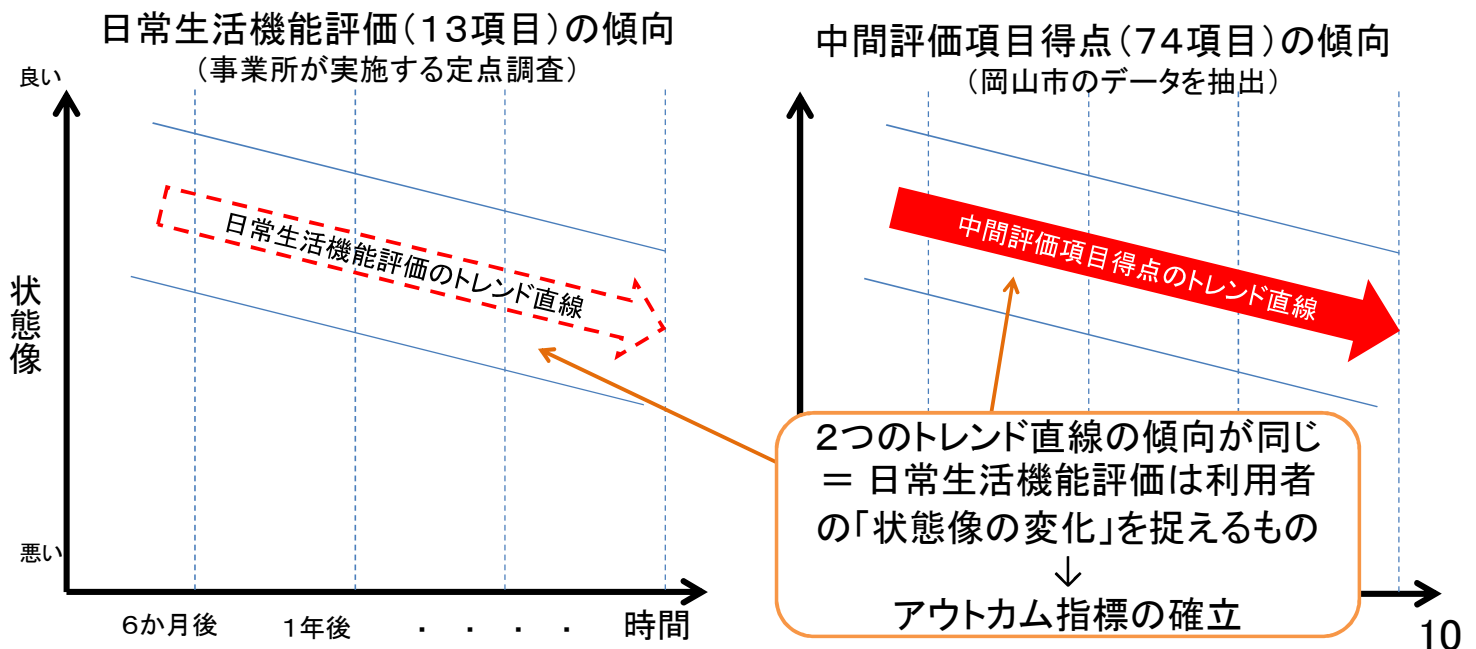 日常生活機能評価(13項目)の傾向
(事業所が実施する定点調査)
良い
状態像
悪い
日常生活機能評価のトレンド直線
6か月後
1年後
・ ・ ・ ・
時間
中間評価項目得点(74項目)の傾向
(岡山市のデータを抽出)
中間評価項目得点のトレンド直線
2つのトレンド直線の傾向が同じ
= 日常生活機能評価は利用者
の「状態像の変化」を捉えるもの
↓
アウトカム指標の確立
10